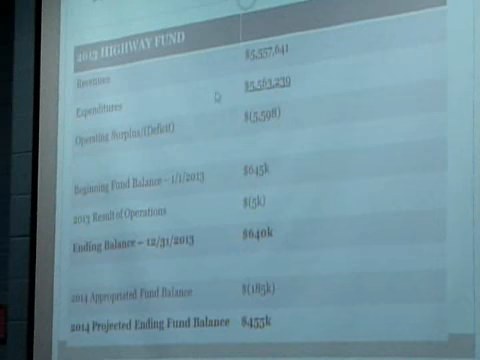 2013 HIGHWAY FUND
Revenues $5,557,641
Expenditures $5,563,239
Operating Surplus/(Deficit) $(5,598)
Beginning Fund Balance – 1/1/2013 $645k
2013 Result of Operations $(5k)
Ending Balance – 12/31/2013 $640k
2014 Appropriated Fund Balance $(185k)
2014 Projected Ending Fund Balance $455k